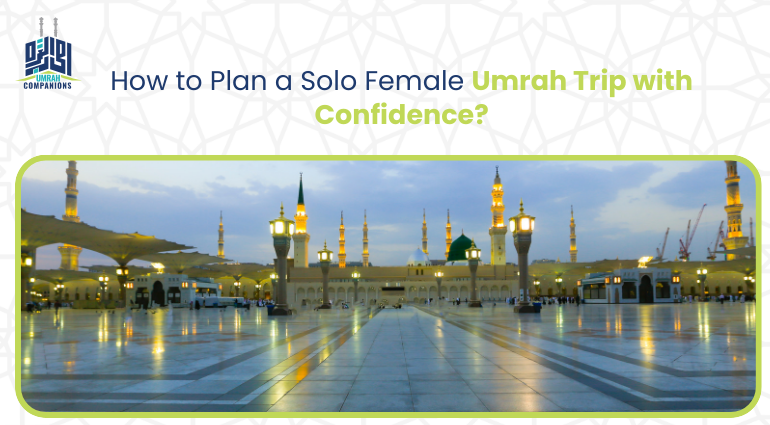 UMRAH
COMPANIONS
How to Plan a Solo Female Umrah Trip with
Confidence?